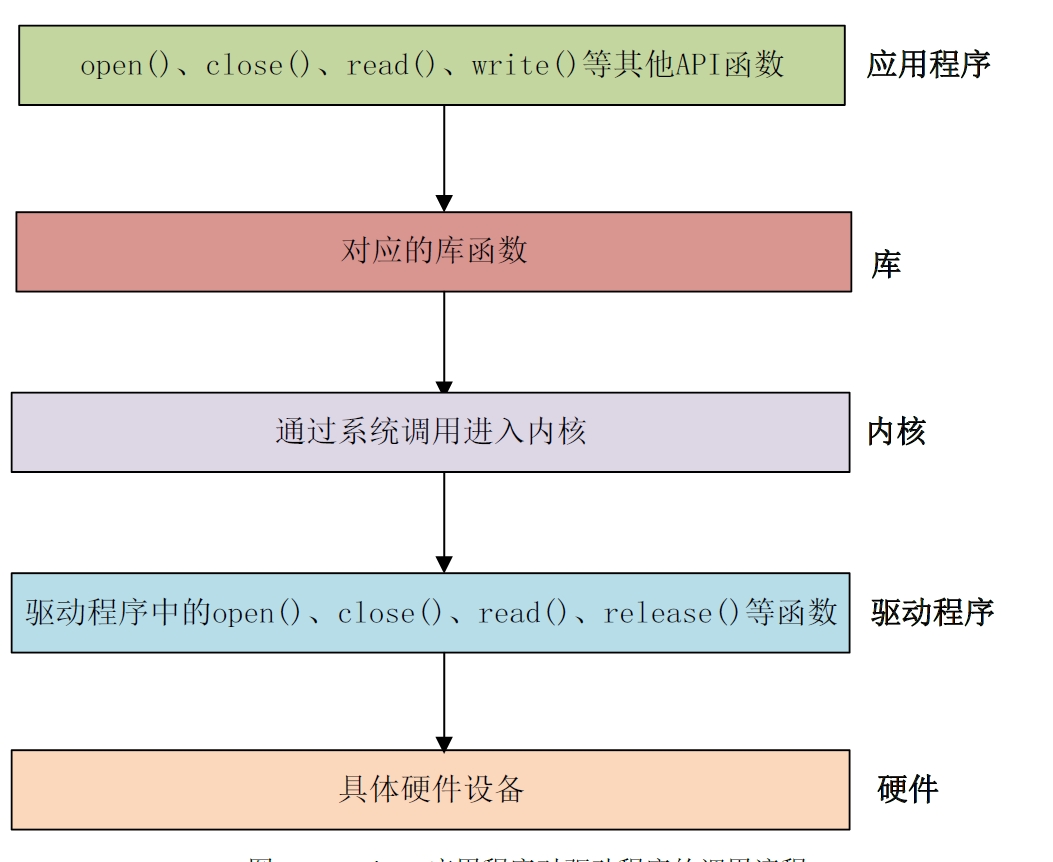 open()、close()、read()、write()等其他API函数 应用程序
对应的库函数
库
通过系统调用进入内核 内核
驱动程序中的open()、close()、read()、release()等函数 驱动程序
具体硬件设备 硬件
应用程序对驱动程序的调用流程